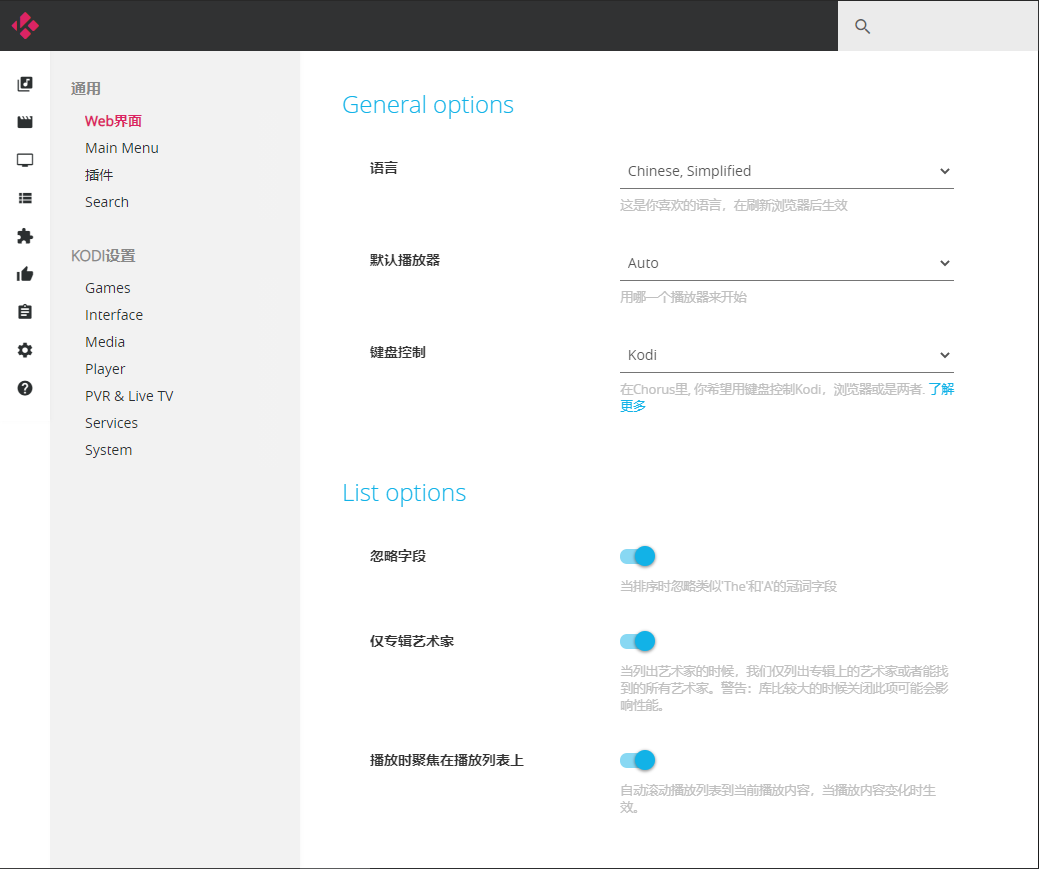 通用
Web界面
Main Menu
插件
Search
KODI设置
Games
Interface
Media
Player
PVR & Live TV
Services
System
General options
语言
Chinese, Simplified
这是你喜欢的语言，在刷新浏览器后生效
默认播放器
Auto
用哪一个播放器来开始
键盘控制
Kodi
在Chorus里, 你希望用键盘控制Kodi，浏览器或是两者. 了解
更多
List options
忽略字段
当排序时忽略类似'The'和'A'的冠词字段
仅专辑艺术家
当列出艺术家的时候，我们仅列出专辑上的艺术家或者能找
到的所有艺术家。警告：库比较大的时候关闭此项可能会影
响性能。
播放时聚焦在播放列表上
自动滚动播放列表到当前播放内容，当播放内容变化时生
效。